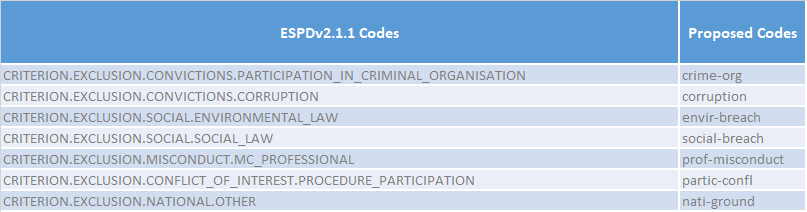 ESPDv2.1.1 Codes Proposed Codes
CRITERION.EXCLUSION.CONVICTIONS.PARTICIPATION_IN_CRIMINAL_ORGANISATION crime-org
CRITERION.EXCLUSION.CONVICTIONS.CORRUPTION corruption
CRITERION.EXCLUSION.SOCIAL.ENVIRONMENTAL_LAW envir-breach
CRITERION.EXCLUSION.SOCIAL.SOCIAL_LAW social-breach
CRITERION.EXCLUSION.MISCONDUCT.MC_PROFESSIONAL prof-misconduct
CRITERION.EXCLUSION.CONFLICT_OF_INTEREST.PROCEDURE_PARTICIPATION partic-confl
CRITERION.EXCLUSION.NATIONAL.OTHER nati-ground